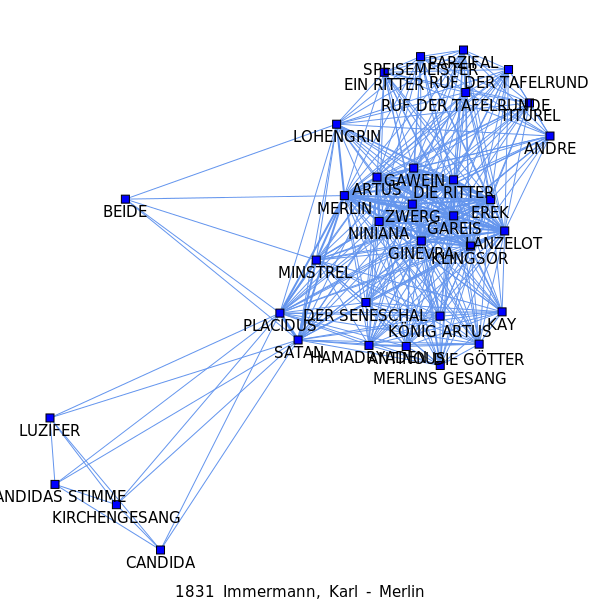 PARZIFAL
SPEISEMEISTER
EIN RITTER
RUF DER TAFELRUND
RUF DER TAFELRUNDE
TITUREL
LOHENGRIN
ANDRE
GAWEIN
ARTUS
DIE RITTER
BEIDE
MERLIN
ZWERG
EREK
GAREIS
NINIANA
LANZELOT
GINEVRA
KLINGSOR
MINSTREL
DER SENESCHAL
PLACIDUS
KÖNIG ARTUS
KAY
SATAN
HAMADRYADEN
ANTINOUS
DIE GÖTTER
MERLINS GESANG
LUZIFER
ANDIDAS STIMME
KIRCHENGESANG
CANDIDA
1831 Immermann, Karl - Merlin